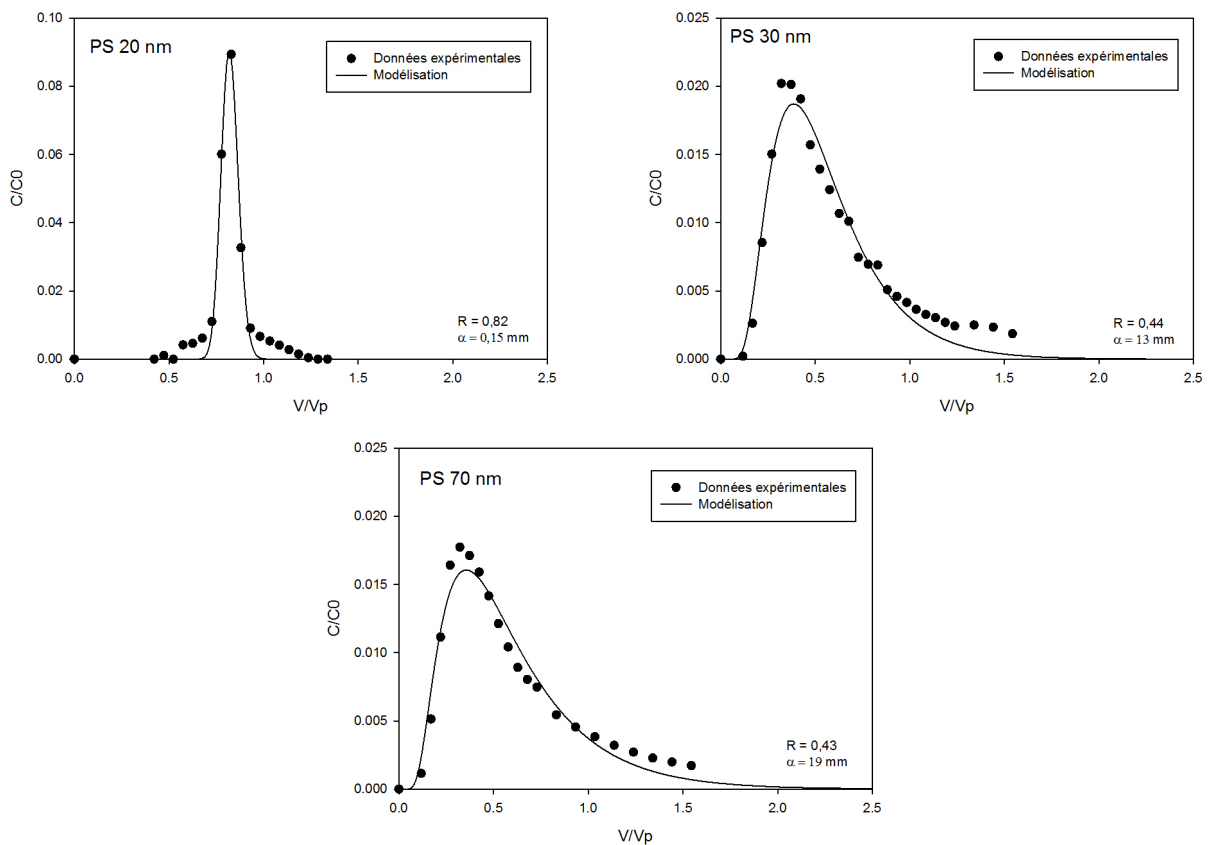 PS 20 nm
Données expérimentales
Modélisation
C/C0
0.10
0.08
0.06
0.04
0.02
0.00
R = 0,82
α = 0,15 mm
0.0 0.5 1.0 1.5 2.0 2.5
V/Vp
PS 30 nm
Données expérimentales
Modélisation
C/C0
0.025
0.020
0.015
0.010
0.005
0.000
R = 0,44
α = 13 mm
0.0 0.5 1.0 1.5 2.0 2.5
V/Vp
PS 70 nm
Données expérimentales
Modélisation
C/C0
0.025
0.020
0.015
0.010
0.005
0.000
R = 0,43
α = 19 mm
0.0 0.5 1.0 1.5 2.0 2.5
V/Vp